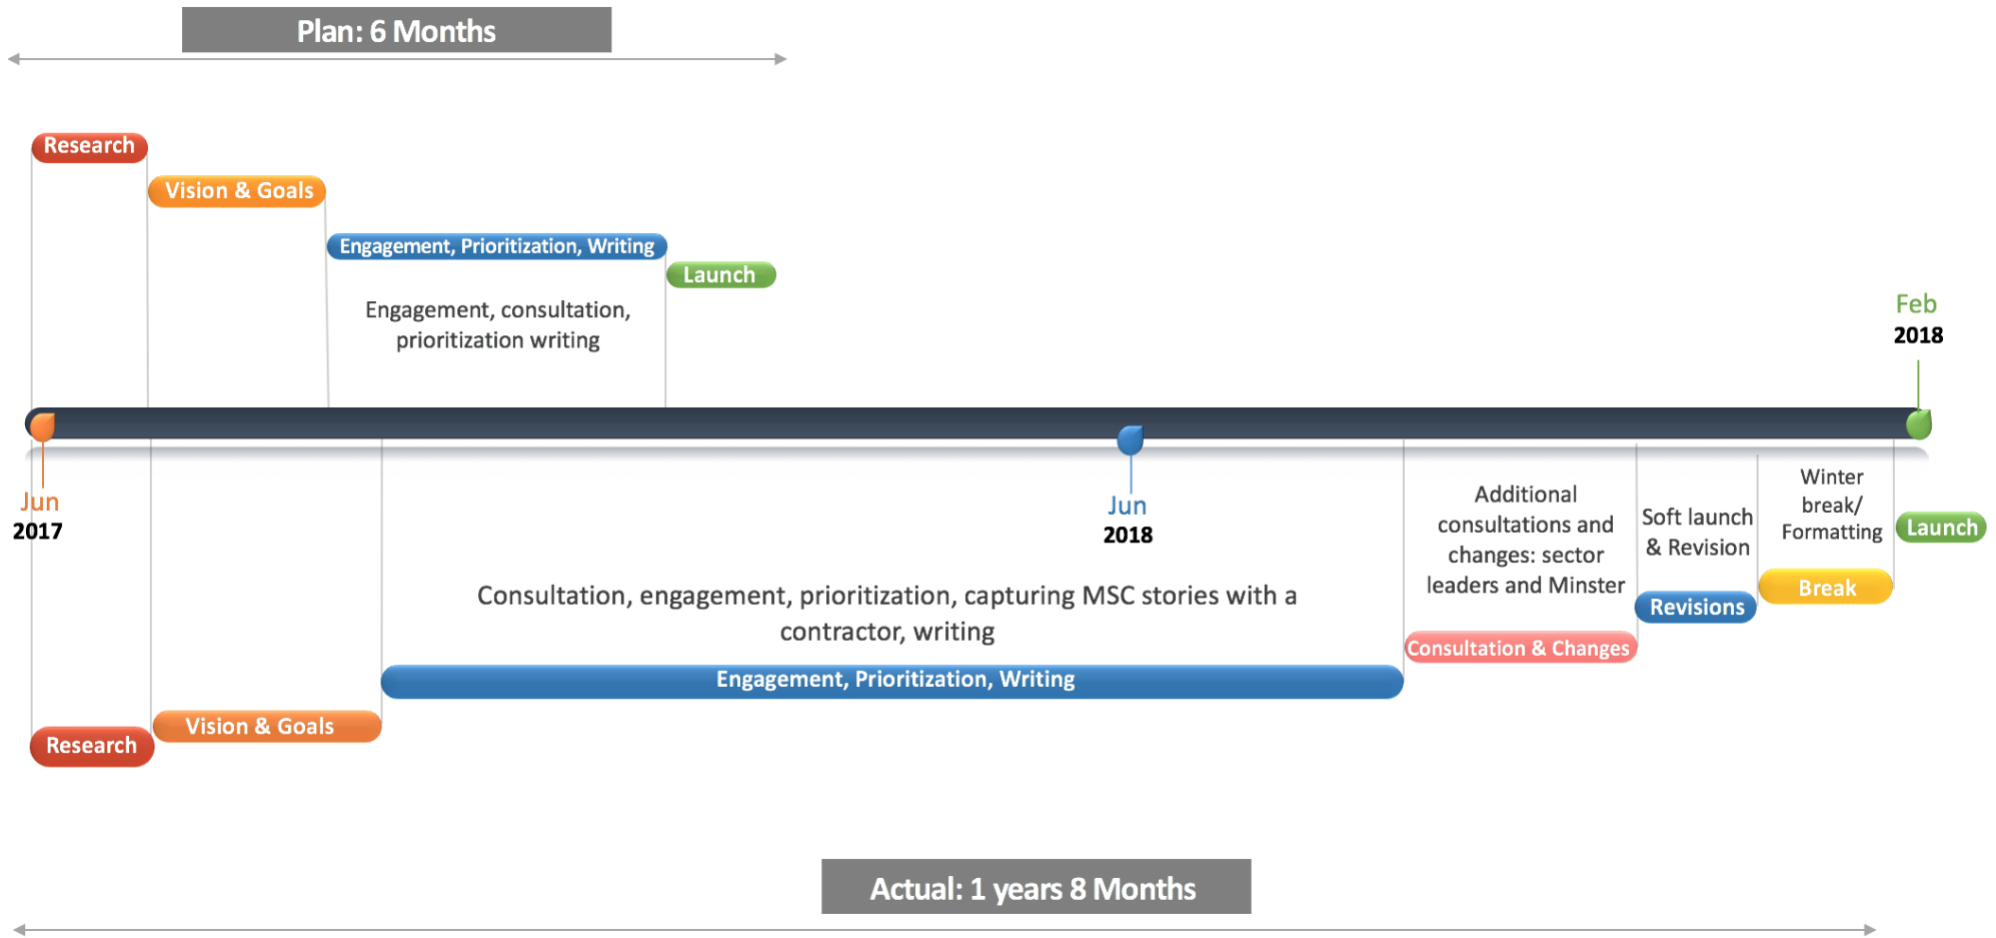 Plan: 6 Months
Research
Vision & Goals
Engagement, Prioritization, Writing
Launch
Engagement, consultation,
prioritization writing
Feb
2018
Jun
2017
Jun
2018
Consultation, engagement, prioritization, capturing MSC stories with a
contractor, writing
Additional
consultations and
changes: sector
leaders and Minster
Soft launch
& Revision
Winter
break/
Formatting
Launch
Break
Revisions
Consultation & Changes
Engagement, Prioritization, Writing
Vision & Goals
Research
Actual: 1 years 8 Months